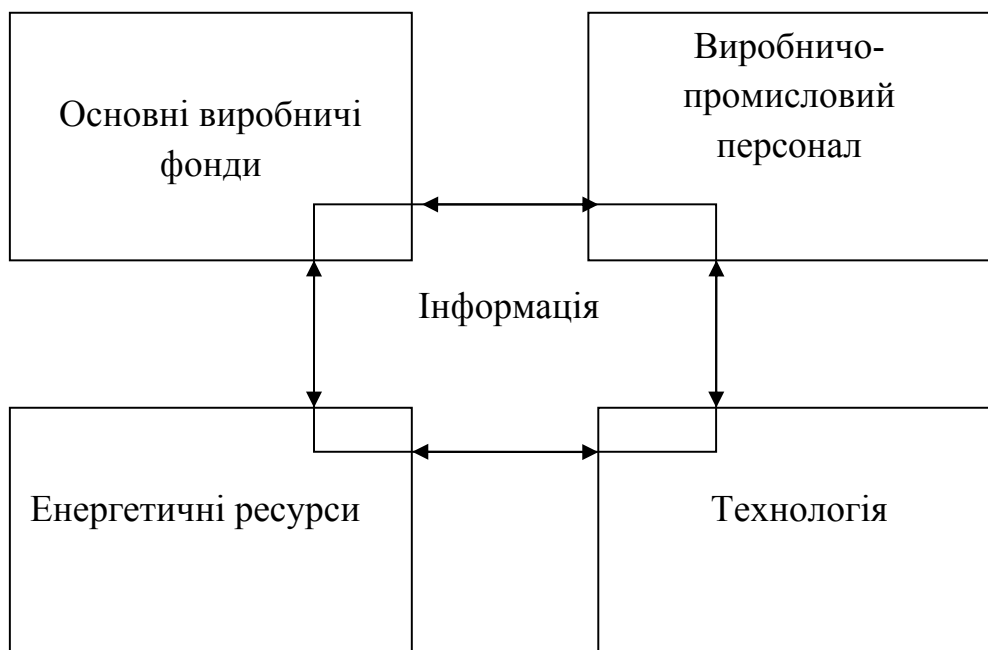 Основні виробничі
фонди
Виробничо-
промисловий
персонал
Інформація
Енергетичні ресурси
Технологія